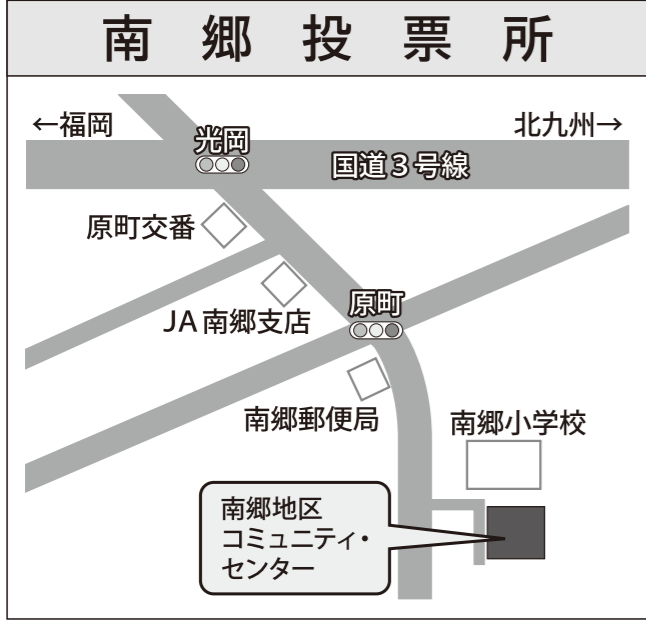 南郷投票所
←福岡
北九州→
光岡
国道３号線
原町交番
JA南郷支店
原町
南郷郵便局
南郷小学校
南郷地区
コミュニティ・
センター